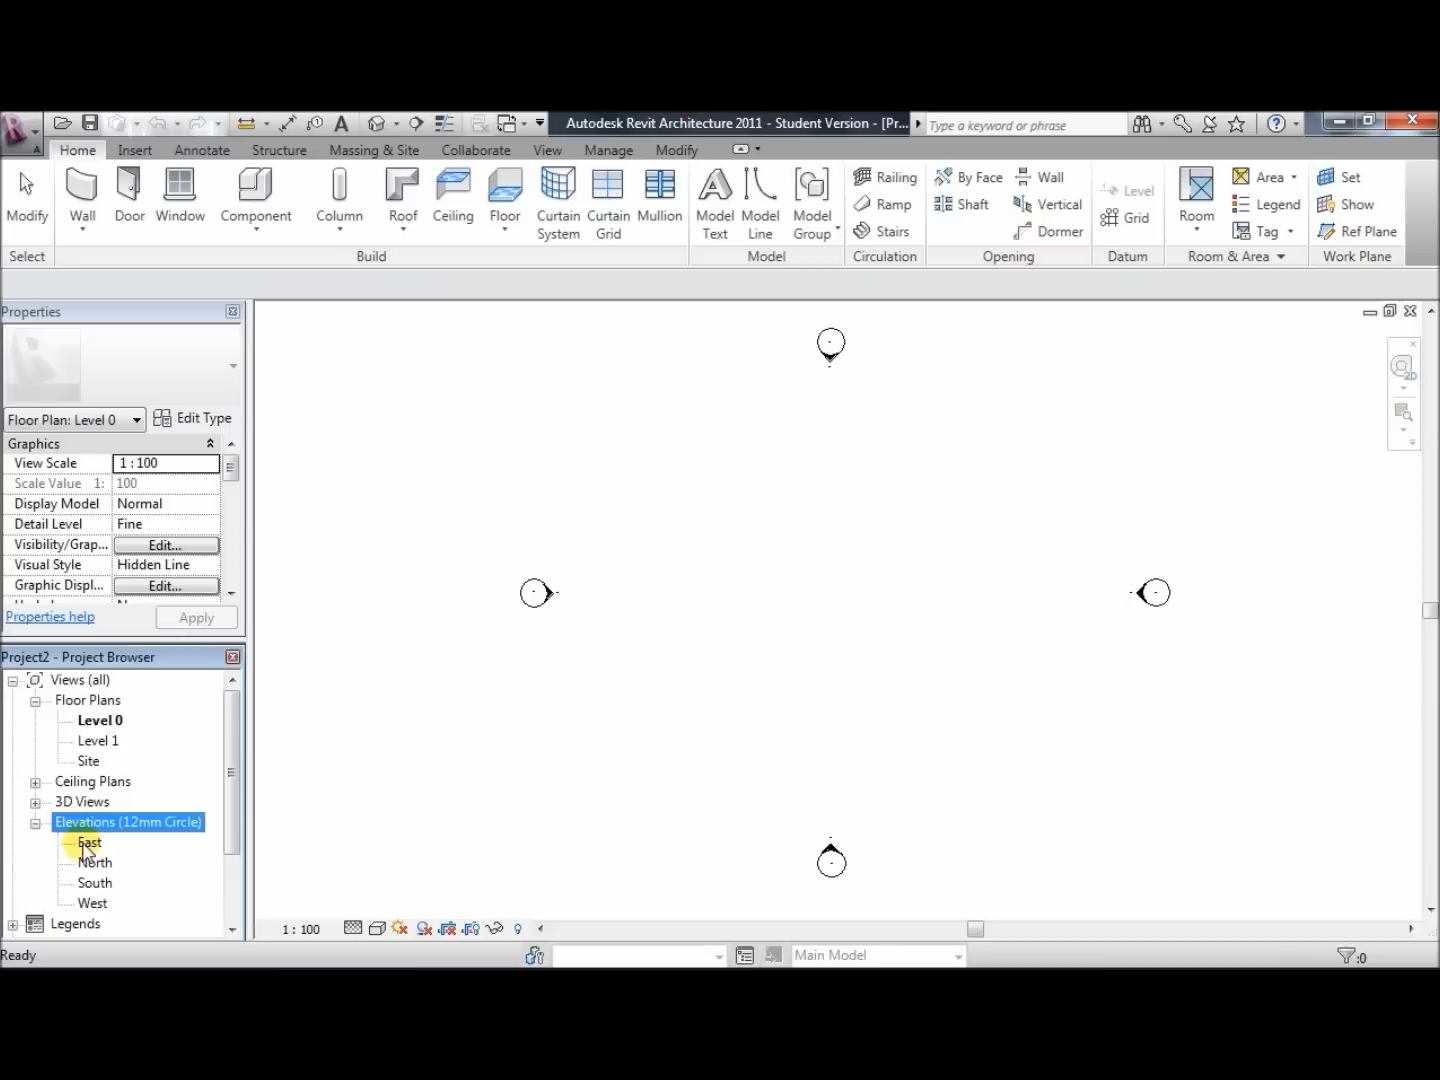 Autodesk Revit Architecture 2011 - Student Version - [Pr...
Type a keyword or phrase
Home Insert Annotate Structure Massing & Site Collaborate View Manage Modify
Modify Wall Door Window Component Column Roof Ceiling Floor Curtain System Curtain Grid Mullion Model Text Model Line Model Group
Railing
Ramp
Stairs
By Face
Shaft
Wall
Vertical
Dormer
Level
Grid
Room
Area
Legend
Tag
Set
Show
Ref Plane
Select Build Model Circulation Opening Datum Room & Area Work Plane
Properties
Floor Plan: Level 0 Edit Type
Graphics
View Scale 1 : 100
Scale Value 1: 100
Display Model Normal
Detail Level Fine
Visibility/Grap... Edit...
Visual Style Hidden Line
Graphic Displ... Edit...
Properties help Apply
2D
Project2 - Project Browser
Views (all)
Floor Plans
Level 0
Level 1
Site
Ceiling Plans
3D Views
Elevations (12mm Circle)
East
North
South
West
Legends
1 : 100
Ready
Main Model
:0